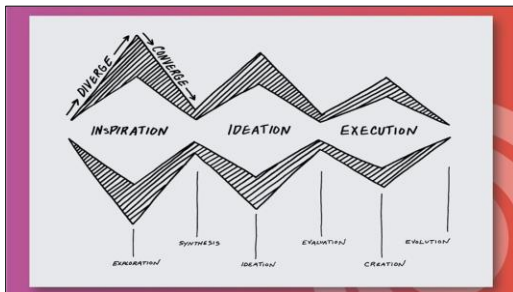 DIVERGE
CONVERGE
INSPIRATION IDEATION EXECUTION
SYNTHESIS EVALUATION EVOLUTION
EXPLORATION IDEATION CREATION